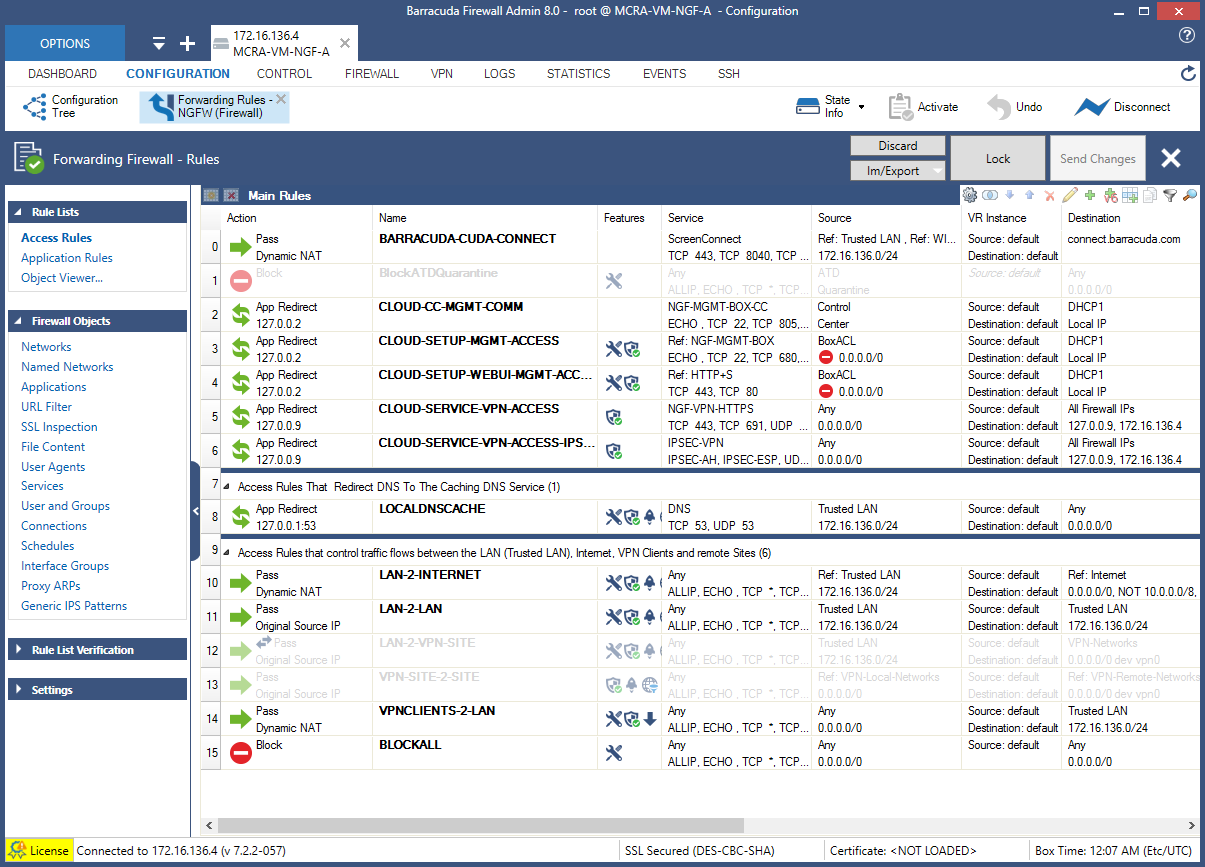 Barracuda Firewall Admin 8.0 - root @ MCRA-VM-NGF-A - Configuration
OPTIONS
172.16.136.4
MCRA-VM-NGF-A
DASHBOARD CONFIGURATION CONTROL FIREWALL VPN LOGS STATISTICS EVENTS SSH
Configuration Tree
Forwarding Rules - NGFW (Firewall)
State Info
Activate
Undo
Disconnect
Forwarding Firewall - Rules
Discard
Im/Export
Lock
Send Changes
Rule Lists
Access Rules
Application Rules
Object Viewer...
Firewall Objects
Networks
Named Networks
Applications
URL Filter
SSL Inspection
File Content
User Agents
Services
User and Groups
Connections
Schedules
Interface Groups
Proxy ARPs
Generic IPS Patterns
Rule List Verification
Settings
Main Rules
Action Name Features Service Source VR Instance Destination
0 Pass BARRACUDA-CUDA-CONNECT ScreenConnect Ref: Trusted LAN , Ref: WI... Source: default connect.barracuda.com
Dynamic NAT TCP 443, TCP 8040, TCP ... 172.16.136.0/24 Destination: default
1 Block BlockATDQuarantine Any ATD Source: default Any
ALLIP, ECHO , TCP *, TCP... Quarantine 0.0.0.0/0
2 App Redirect CLOUD-CC-MGMT-COMM NGF-MGMT-BOX-CC Control Source: default DHCP1
127.0.0.2 ECHO , TCP 22, TCP 805,... Center Destination: default Local IP
3 App Redirect CLOUD-SETUP-MGMT-ACCESS Ref: NGF-MGMT-BOX BoxACL Source: default DHCP1
127.0.0.2 ECHO , TCP 22, TCP 680,... 0.0.0.0/0 Destination: default Local IP
4 App Redirect CLOUD-SETUP-WEBUI-MGMT-ACC... Ref: HTTP+S BoxACL Source: default DHCP1
127.0.0.2 TCP 443, TCP 80 0.0.0.0/0 Destination: default Local IP
5 App Redirect CLOUD-SERVICE-VPN-ACCESS NGF-VPN-HTTPS Any Source: default All Firewall IPs
127.0.0.9 TCP 443, TCP 691, UDP ... 0.0.0.0/0 Destination: default 127.0.0.9, 172.16.136.4
6 App Redirect CLOUD-SERVICE-VPN-ACCESS-IPS... IPSEC-VPN Any Source: default All Firewall IPs
127.0.0.9 IPSEC-AH, IPSEC-ESP, UD... 0.0.0.0/0 Destination: default 127.0.0.9, 172.16.136.4
7 Access Rules That Redirect DNS To The Caching DNS Service (1)
8 App Redirect LOCALDNSCACHE DNS Trusted LAN Source: default Any
127.0.0.1:53 TCP 53, UDP 53 172.16.136.0/24 Destination: default 0.0.0.0/0
9 Access Rules that control traffic flows between the LAN (Trusted LAN), Internet, VPN Clients and remote Sites (6)
10 Pass LAN-2-INTERNET Any Ref: Trusted LAN Source: default Ref: Internet
Dynamic NAT ALLIP, ECHO , TCP *, TCP... 172.16.136.0/24 Destination: default 0.0.0.0/0, NOT 10.0.0.0/8,
11 Pass LAN-2-LAN Any Trusted LAN Source: default Trusted LAN
Original Source IP ALLIP, ECHO , TCP *, TCP... 172.16.136.0/24 Destination: default 172.16.136.0/24
12 Pass LAN-2-VPN-SITE Any Trusted LAN Source: default VPN-Networks
Original Source IP ALLIP, ECHO , TCP *, TCP... 172.16.136.0/24 Destination: default 0.0.0.0/0 dev vpn0
13 Pass VPN-SITE-2-SITE Any Ref: VPN-Local-Networks Source: default Ref: VPN-Remote-Networks
Original Source IP ALLIP, ECHO , TCP *, TCP... Destination: default 0.0.0.0/0 dev vpn0
14 Pass VPNCLIENTS-2-LAN Any Any Source: default Trusted LAN
Dynamic NAT ALLIP, ECHO , TCP *, TCP... 0.0.0.0/0 Destination: default 172.16.136.0/24
15 Block BLOCKALL Any Any Source: default Any
ALLIP, ECHO , TCP *, TCP... 0.0.0.0/0 0.0.0.0/0
License Connected to 172.16.136.4 (v 7.2.2-057) SSL Secured (DES-CBC-SHA) Certificate: <NOT LOADED> Box Time: 12:07 AM (Etc/UTC)